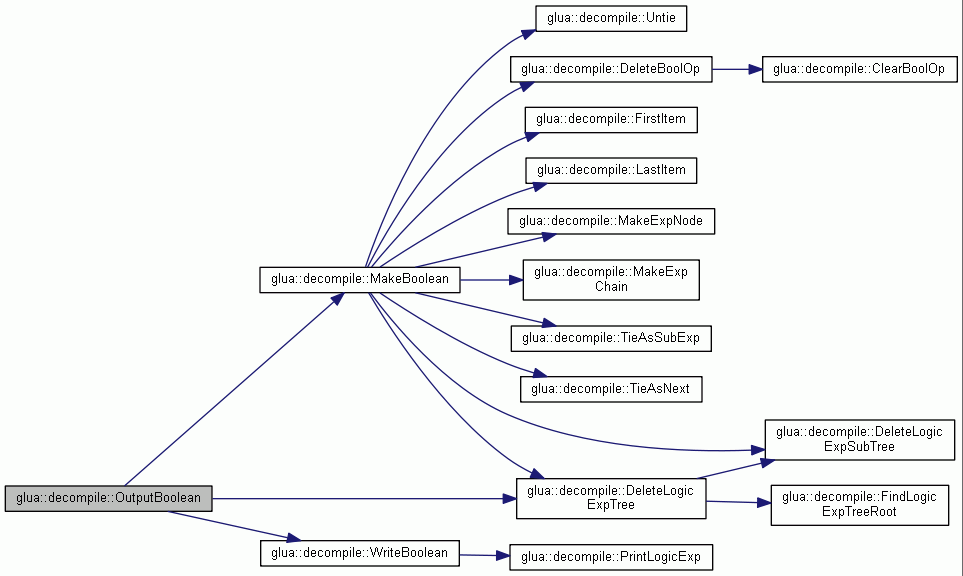 glua::decompile::Untie
glua::decompile::DeleteBoolOp
glua::decompile::ClearBoolOp
glua::decompile::FirstItem
glua::decompile::LastItem
glua::decompile::MakeExpNode
glua::decompile::MakeBoolean
glua::decompile::MakeExp
Chain
glua::decompile::TieAsSubExp
glua::decompile::TieAsNext
glua::decompile::DeleteLogic
ExpSubTree
glua::decompile::OutputBoolean
glua::decompile::DeleteLogic
ExpTree
glua::decompile::FindLogic
ExpTreeRoot
glua::decompile::WriteBoolean
glua::decompile::PrintLogicExp